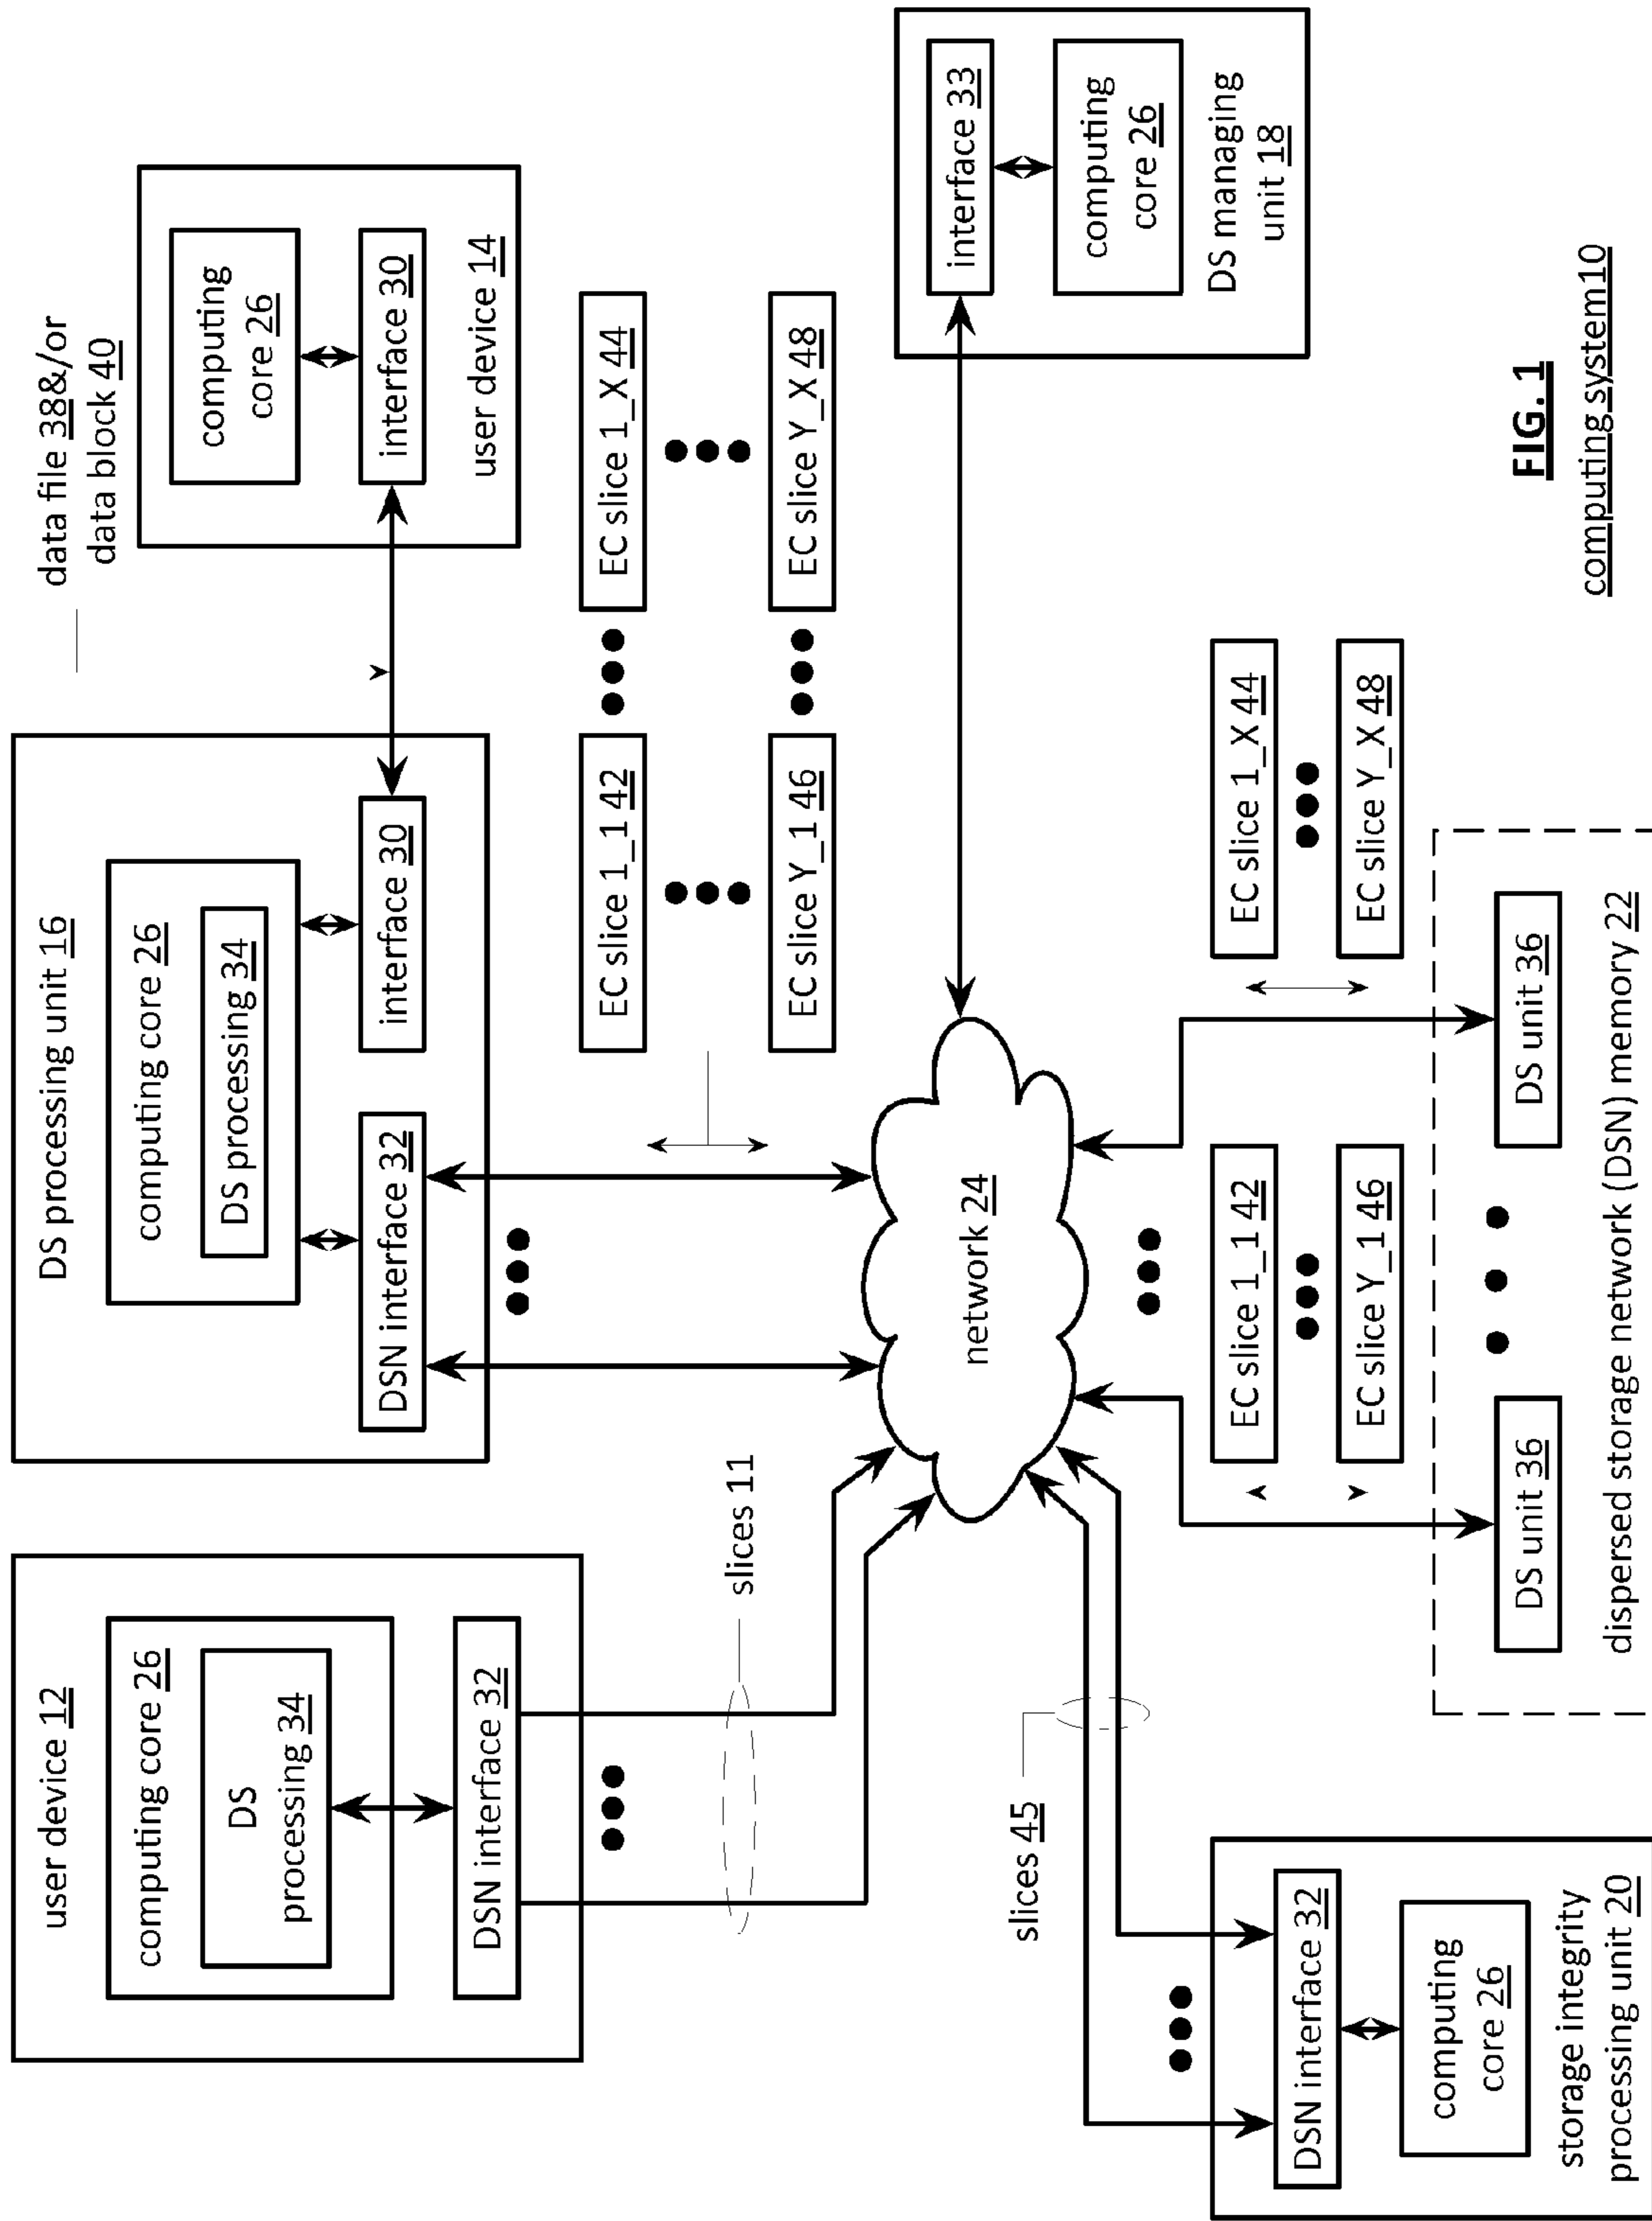 user device 12
computing core 26
DS
processing 34
DSN interface 32
slices 11
DS processing unit 16
computing core 26
DS processing 34
DSN interface 32
interface 30
data file 38&/or
data block 40
computing
core 26
interface 30
user device 14
EC slice 1_1 42
EC slice 1_X 44
EC slice Y_1 46
EC slice Y_X 48
network 24
interface 33
computing
core 26
DS managing
unit 18
slices 45
DSN interface 32
computing
core 26
storage integrity
processing unit 20
EC slice 1_1 42
EC slice Y_1 46
EC slice 1_X 44
EC slice Y_X 48
DS unit 36
DS unit 36
dispersed storage network (DSN) memory 22
FIG. 1
computing system10